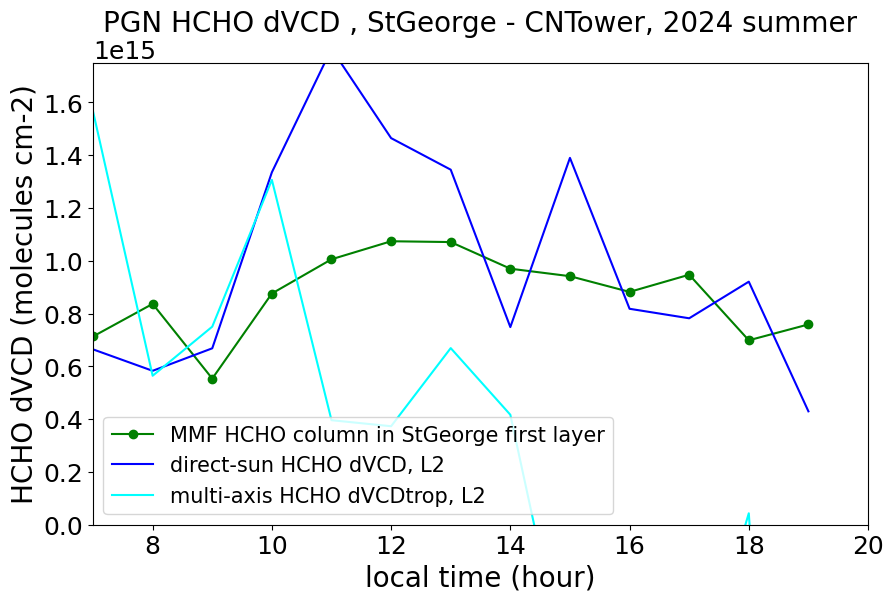 PGN HCHO dVCD , StGeorge - CNTower, 2024 summer
1e15
HCHO dVCD (molecules cm-2)
1.6
1.4
1.2
1.0
0.8
0.6
0.4
0.2
0.0
MMF HCHO column in StGeorge first layer
direct-sun HCHO dVCD, L2
multi-axis HCHO dVCDtrop, L2
8 10 12 14 16 18 20
local time (hour)